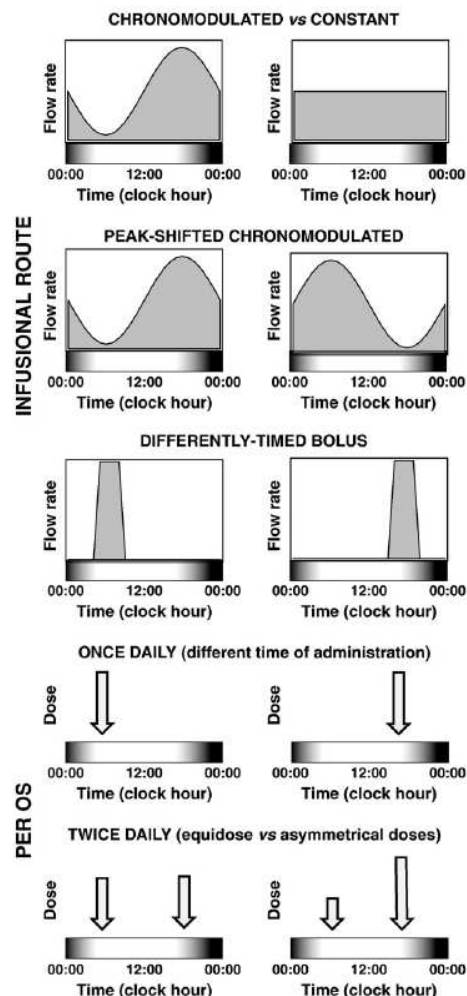 CHRONOMODULATED vs CONSTANT
Flow rate
00:00 12:00 00:00
Time (clock hour)
Flow rate
00:00 12:00 00:00
Time (clock hour)
INFUSIONAL ROUTE
PEAK-SHIFTED CHRONOMODULATED
Flow rate
00:00 12:00 00:00
Time (clock hour)
Flow rate
00:00 12:00 00:00
Time (clock hour)
DIFFERENTLY-TIMED BOLUS
Flow rate
00:00 12:00 00:00
Time (clock hour)
Flow rate
00:00 12:00 00:00
Time (clock hour)
PER OS
ONCE DAILY (different time of administration)
Dose
00:00 12:00 00:00
Time (clock hour)
Dose
00:00 12:00 00:00
Time (clock hour)
TWICE DAILY (equidose vs asymmetrical doses)
Dose
00:00 12:00 00:00
Time (clock hour)
Dose
00:00 12:00 00:00
Time (clock hour)